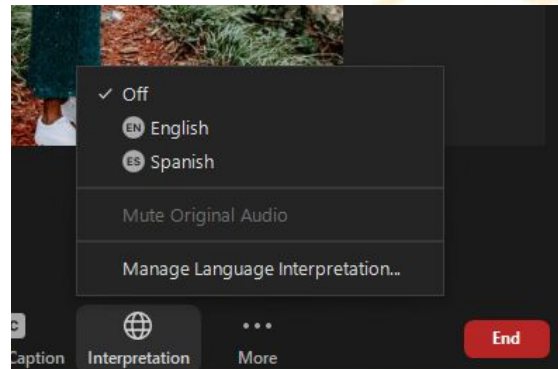 Off
EN English
ES Spanish
Mute Original Audio
Manage Language Interpretation...
C
Caption Interpretation More End